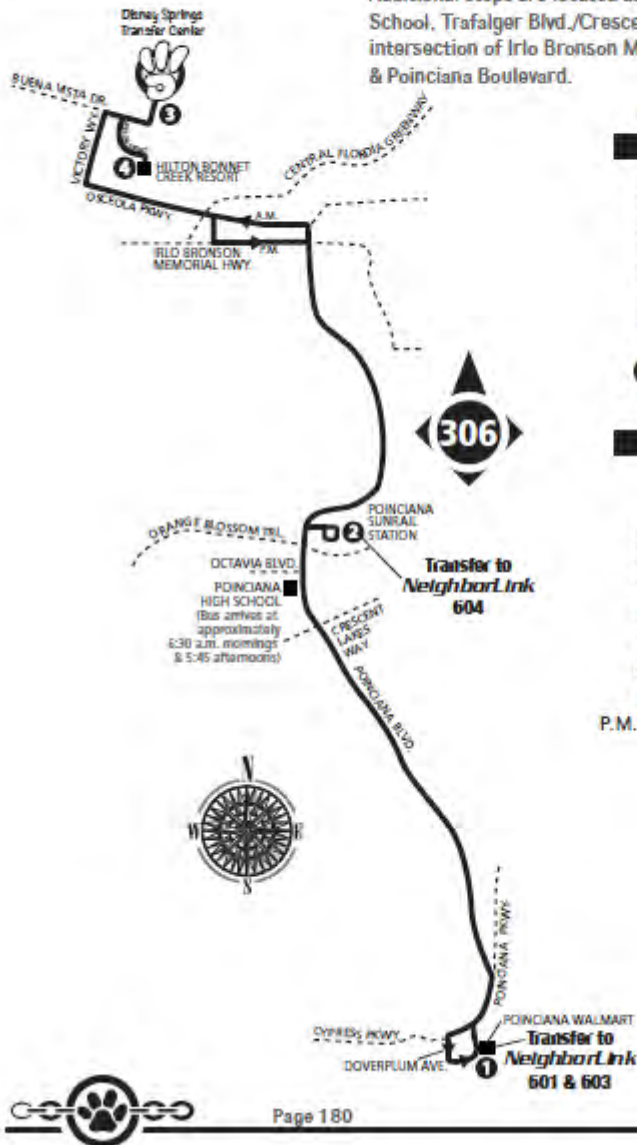 School, Trafalger Blvd./Cresce
intersection of Irlo Bronson M
& Poinciana Boulevard.
Disney Springs
Transfer Center
3
BUENA VISTA DR.
VICTORY WY.
4
HILTON BONNET
CREEK RESORT
CENTRAL FLORIDIA GREENWAY
OSCEOLA PKWY.
A.M.
P.M.
IRLO BRONSON
MEMORIAL HWY.
306
POINCIANA
SUNRAIL
STATION
2
ORANGE BLOSSOM TRL.
Transfer to
NeighborLink
604
OCTAVIA BLVD.
POINCIANA
HIGH SCHOOL
(Bus arrives at
approximately
6:30 a.m. mornings
& 5:45 afternoons)
CRESCENT
LAKES
WAY
POINCIANA BLVD.
P.M.
N
W
E
S
POINCIANA PKWY.
CYPRESS PKWY.
POINCIANA WALMART
DOVERPLUM AVE.
1
Transfer to
NeighborLink
601 & 603
Page 180